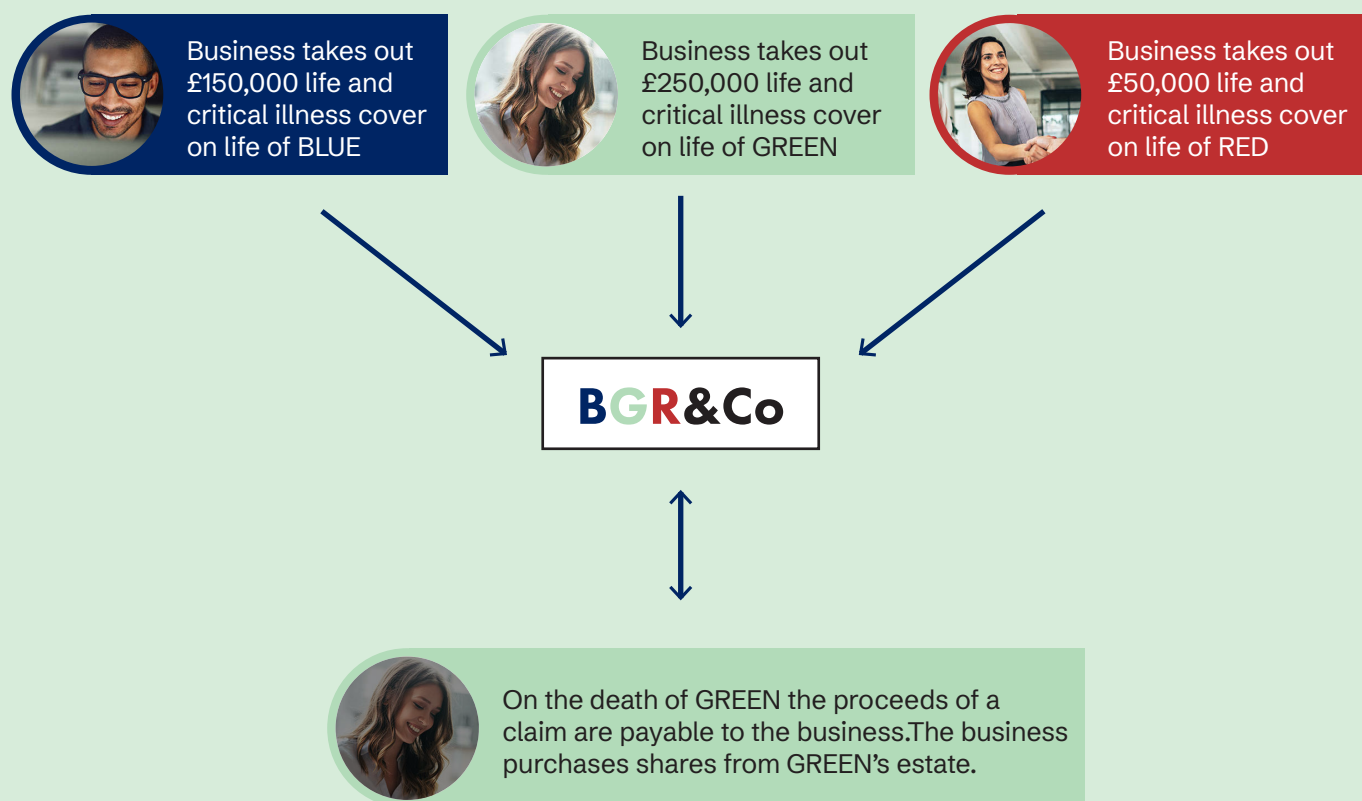 Business takes out
£150,000 life and
critical illness cover
on life of BLUE
Business takes out
£250,000 life and
critical illness cover
on life of GREEN
Business takes out
£50,000 life and
critical illness cover
on life of RED
BGR&Co
On the death of GREEN the proceeds of a
claim are payable to the business.The business
purchases shares from GREEN’s estate.